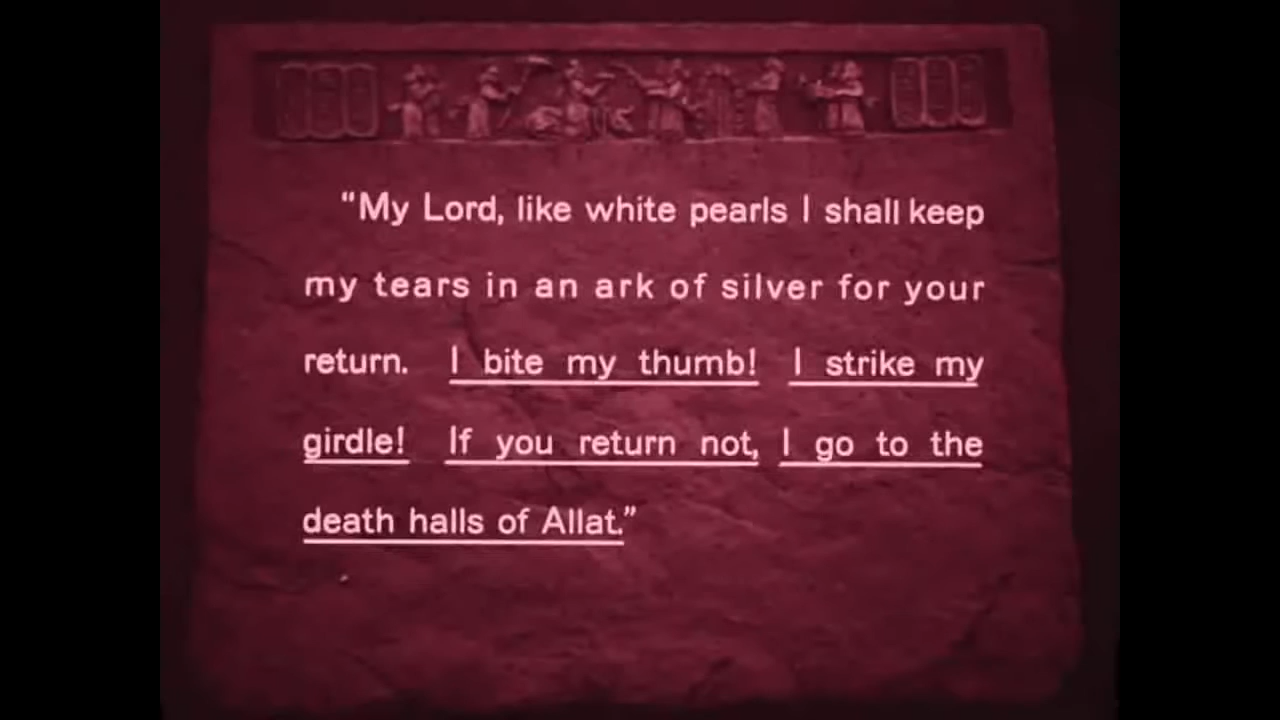 “My Lord, like white pearls I shall keep
my tears in an ark of silver for your
return. I bite my thumb! I strike my
girdle! If you return not, I go to the
death halls of Allat.”